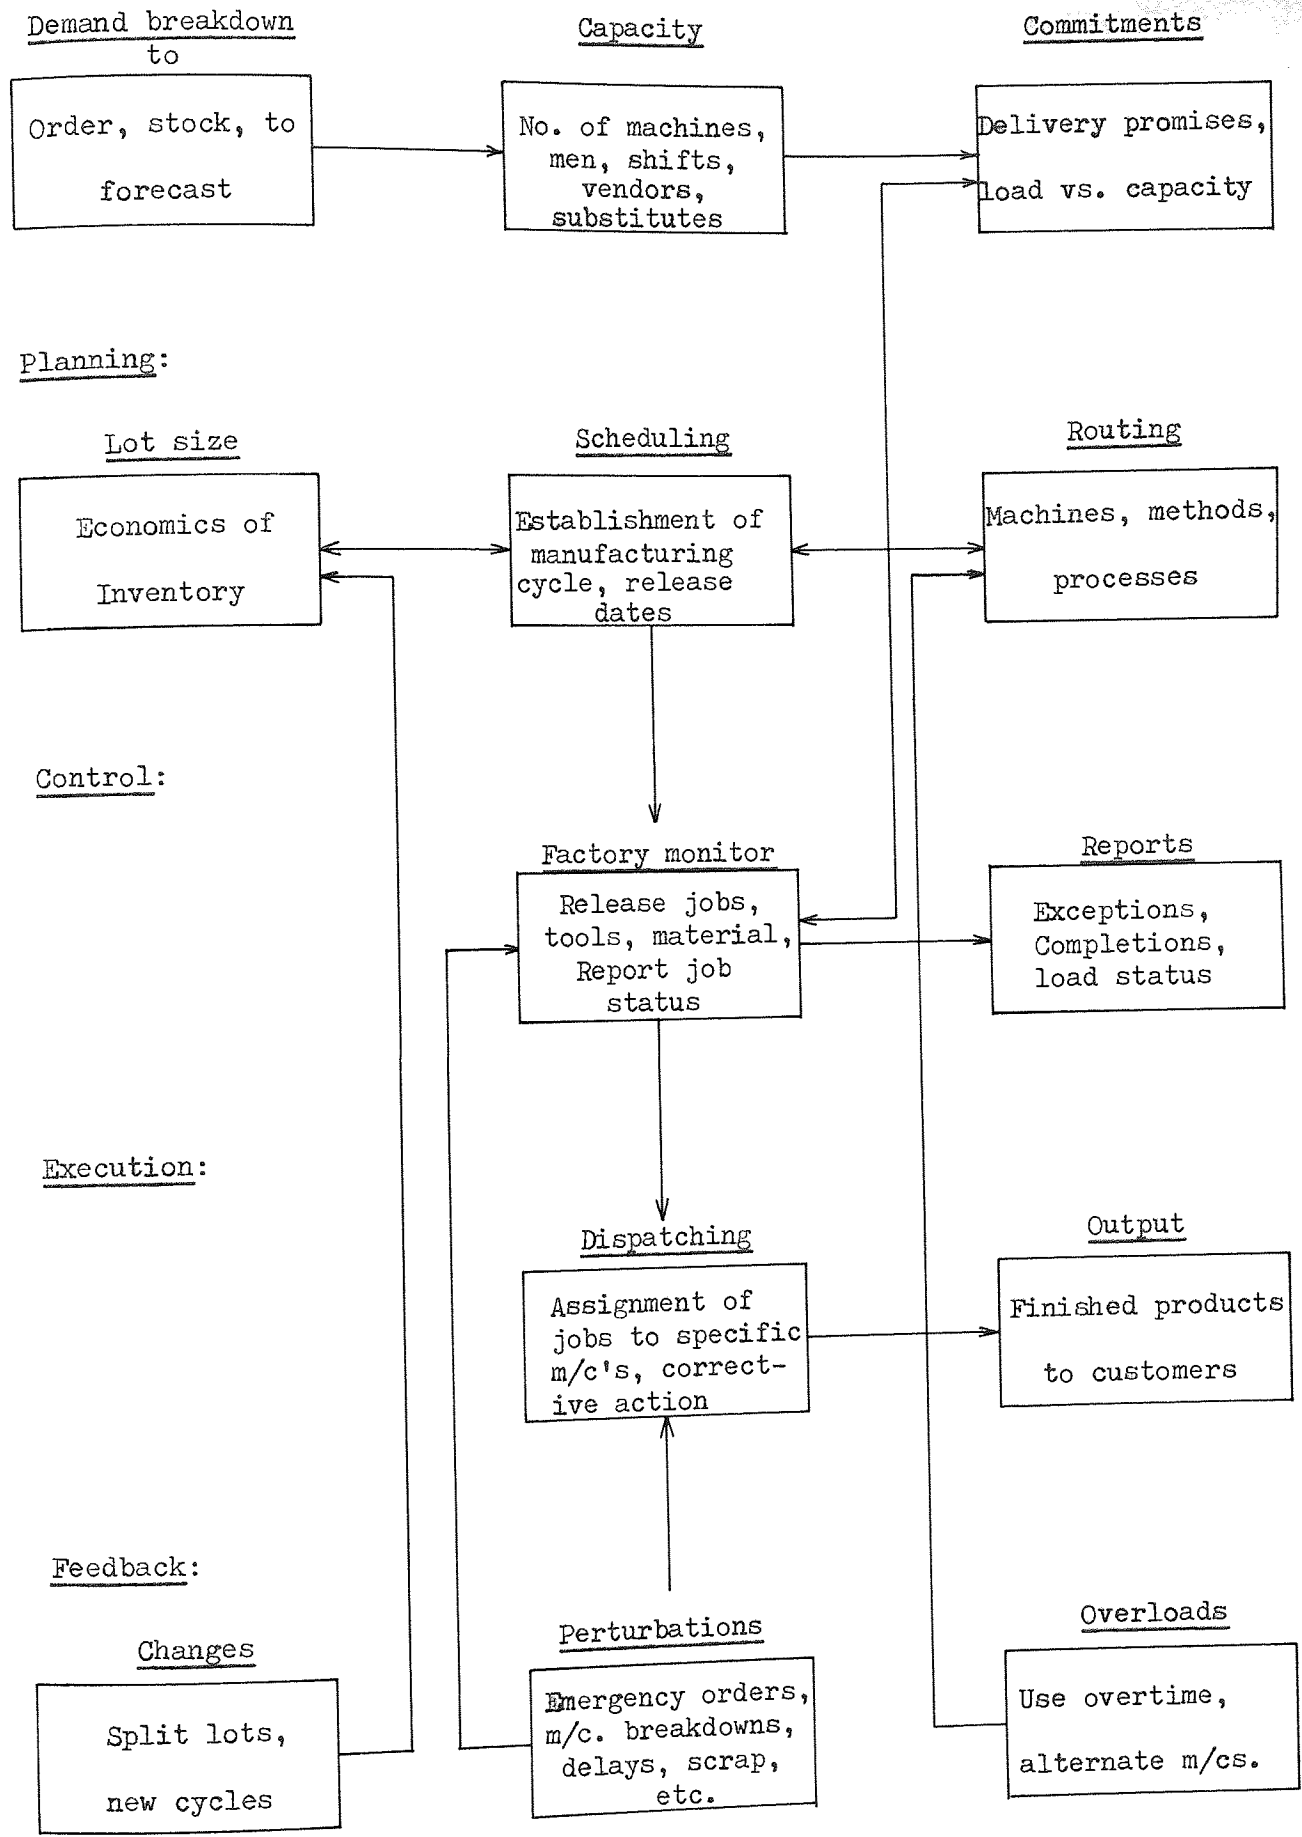 Demand breakdown
to
Order, stock, to
forecast
Capacity
No. of machines,
men, shifts,
vendors,
substitutes
Commitments
Delivery promises,
load vs. capacity
Planning:
Lot size
Economics of
Inventory
Scheduling
Establishment of
manufacturing
cycle, release
dates
Routing
Machines, methods,
processes
Control:
Factory monitor
Release jobs,
tools, material,
Report job
status
Reports
Exceptions,
Completions,
load status
Execution:
Dispatching
Assignment of
jobs to specific
m/c's, correct-
ive action
Output
Finished products
to customers
Feedback:
Changes
Split lots,
new cycles
Perturbations
Emergency orders,
m/c. breakdowns,
delays, scrap,
etc.
Overloads
Use overtime,
alternate m/cs.